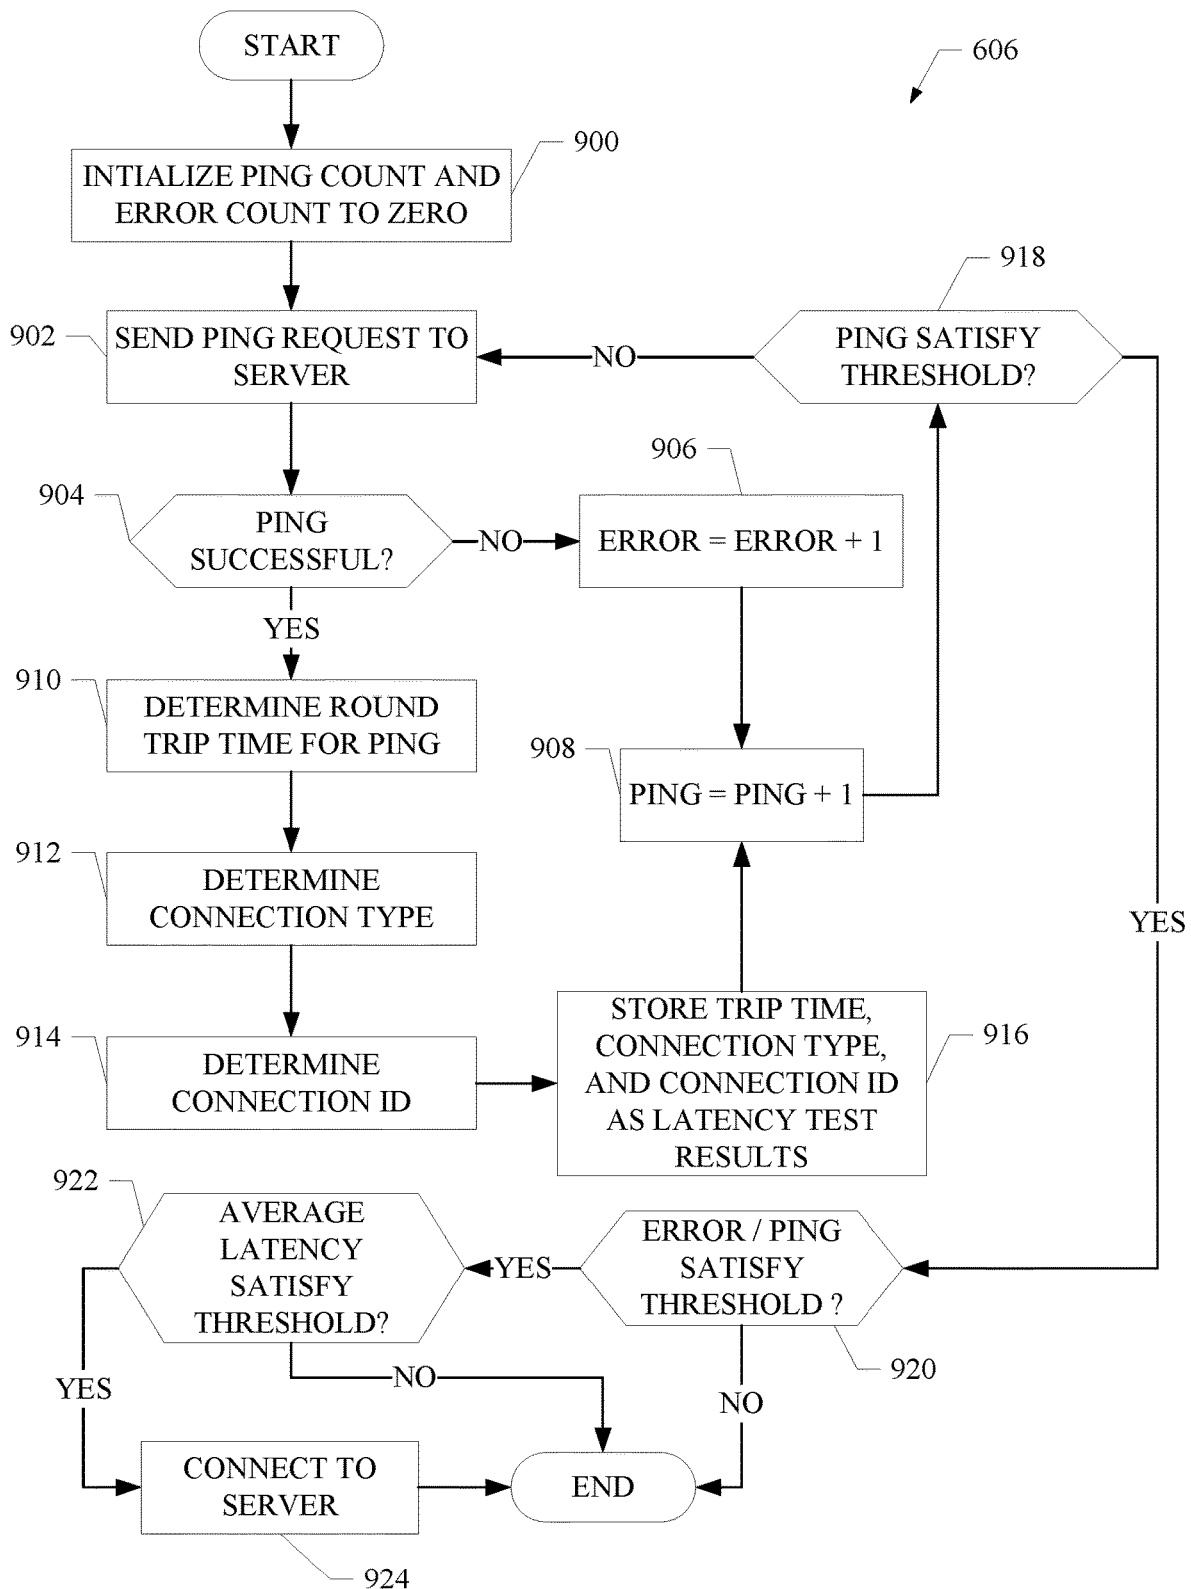 START
606
900
INTIALIZE PING COUNT AND
ERROR COUNT TO ZERO
902
SEND PING REQUEST TO
SERVER
NO
918
PING SATISFY
THRESHOLD?
904
PING
SUCCESSFUL?
NO
906
ERROR = ERROR + 1
YES
910
DETERMINE ROUND
TRIP TIME FOR PING
908
PING = PING + 1
912
DETERMINE
CONNECTION TYPE
YES
914
DETERMINE
CONNECTION ID
STORE TRIP TIME,
CONNECTION TYPE,
AND CONNECTION ID
AS LATENCY TEST
RESULTS
916
922
AVERAGE
LATENCY
SATISFY
THRESHOLD?
YES
ERROR / PING
SATISFY
THRESHOLD ?
920
YES
NO
NO
CONNECT TO
SERVER
END
924